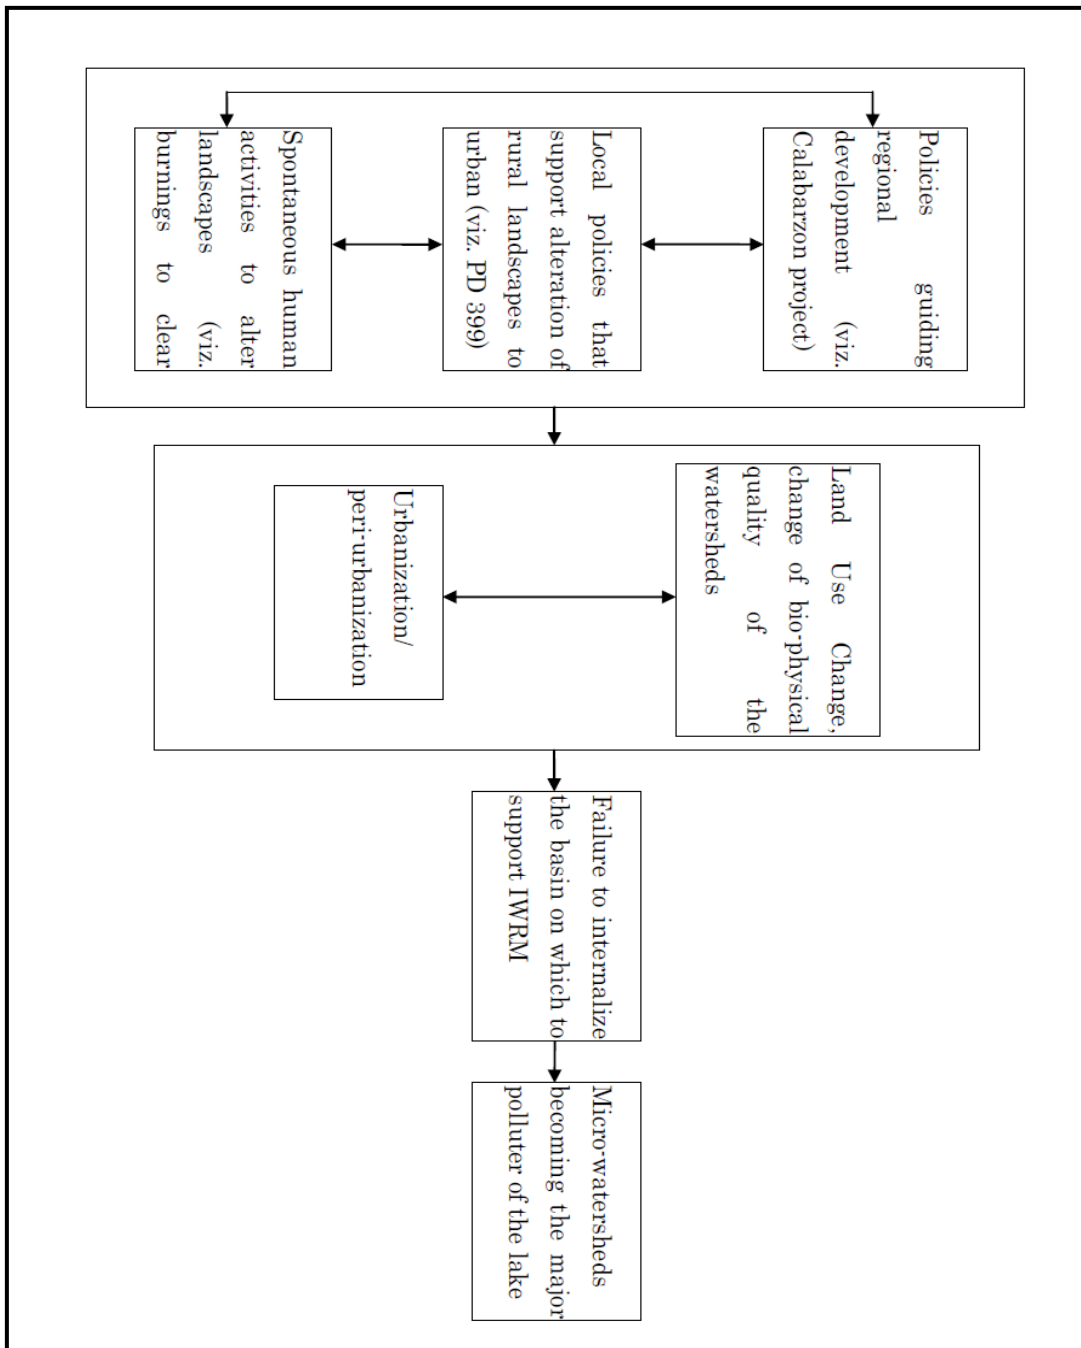 Policies guiding
regional
development (viz.
Calabarzon project)
Local policies that
support alteration of
rural landscapes to
urban (viz. PD 399)
Spontaneous human
activities to alter
landscapes (viz.
burnings to clear
Land Use Change,
change of bio-physical
quality of the
watersheds
Urbanization/
peri-urbanization
Failure to internalize
the basin on which to
support IWRM
Micro-watersheds
becoming the major
polluter of the lake